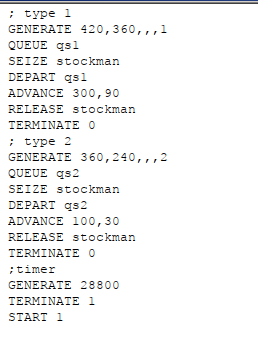 ; type 1
GENERATE 420,360,,,1
QUEUE qs1
SEIZE stockman
DEPART qs1
ADVANCE 300,90
RELEASE stockman
TERMINATE 0
; type 2
GENERATE 360,240,,,2
QUEUE qs2
SEIZE stockman
DEPART qs2
ADVANCE 100,30
RELEASE stockman
TERMINATE 0
;timer
GENERATE 28800
TERMINATE 1
START 1